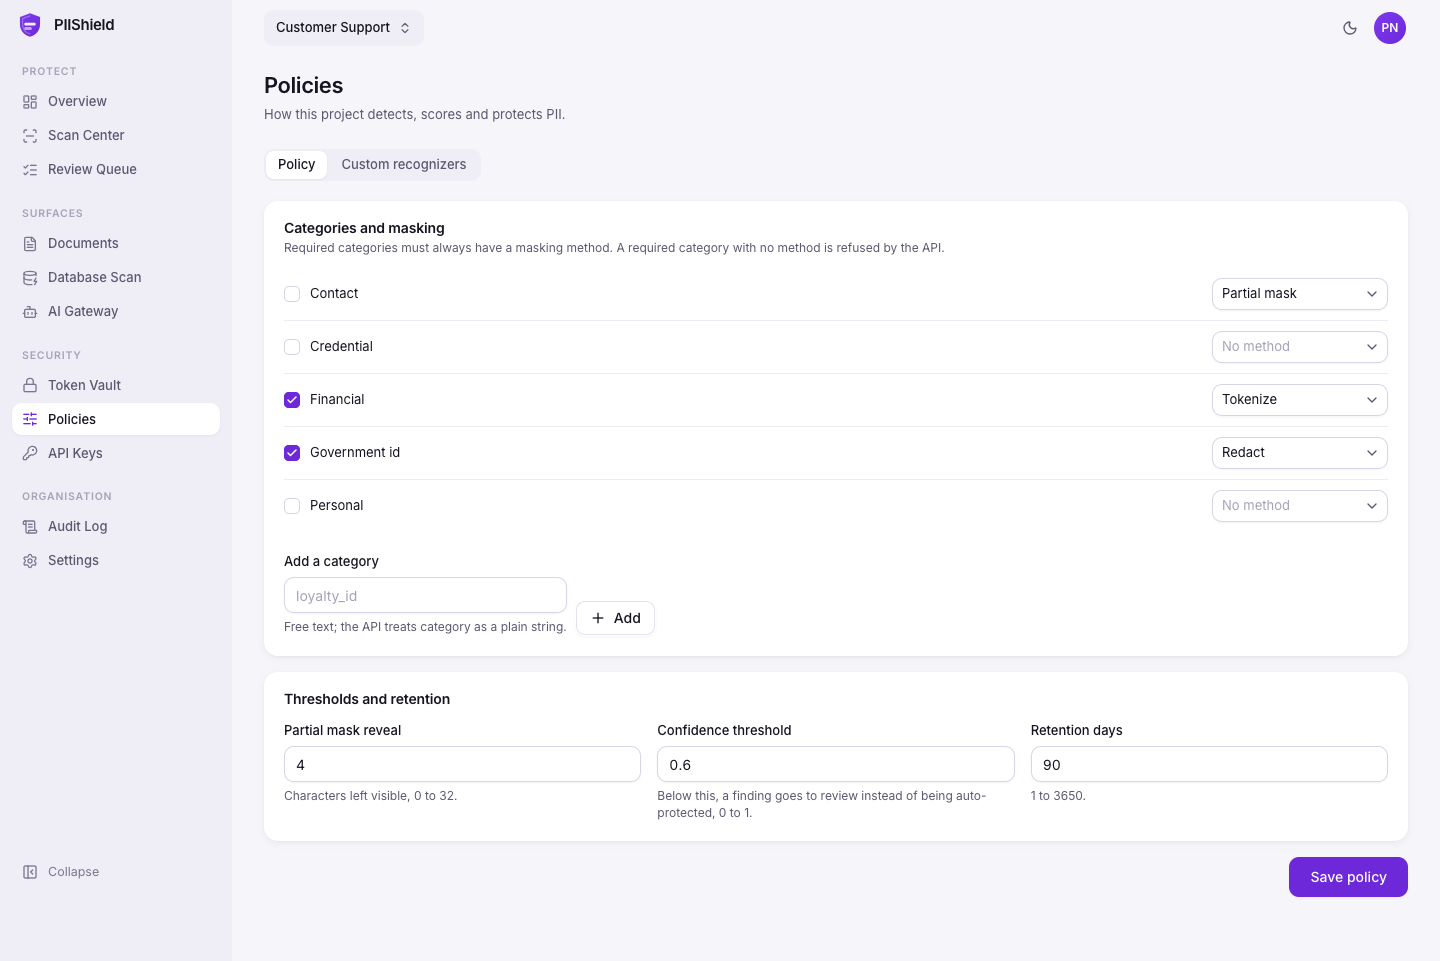 PIIShield
PROTECT
Overview
Scan Center
Review Queue
SURFACES
Documents
Database Scan
AI Gateway
SECURITY
Token Vault
Policies
API Keys
ORGANISATION
Audit Log
Settings
Collapse
Customer Support
PN
Policies
How this project detects, scores and protects PII.
Policy
Custom recognizers
Categories and masking
Required categories must always have a masking method. A required category with no method is refused by the API.
Contact
Partial mask
Credential
No method
Financial
Tokenize
Government id
Redact
Personal
No method
Add a category
loyalty_id
Add
Free text; the API treats category as a plain string.
Thresholds and retention
Partial mask reveal
4
Characters left visible, 0 to 32.
Confidence threshold
0.6
Below this, a finding goes to review instead of being auto-
protected, 0 to 1.
Retention days
90
1 to 3650.
Save policy